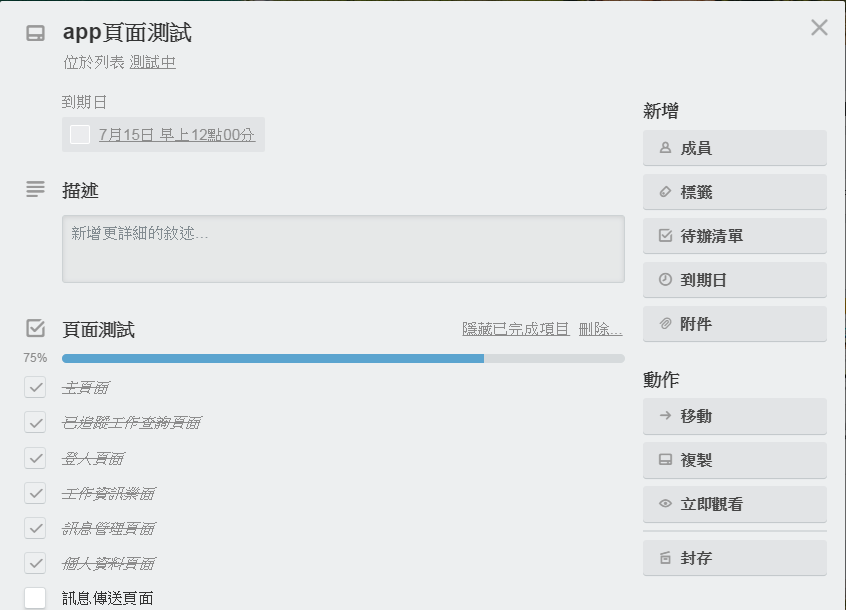 app頁面測試
位於列表 測試中
到期日
7月15日 早上12點00分
描述
新增更詳細的敘述...
頁面測試
隱藏已完成項目 刪除...
75%
主頁面
已追蹤工作查詢頁面
登入頁面
工作資訊業面
訊息管理頁面
個人資料頁面
訊息傳送頁面
新增
成員
標籤
待辦清單
到期日
附件
動作
移動
複製
立即觀看
封存